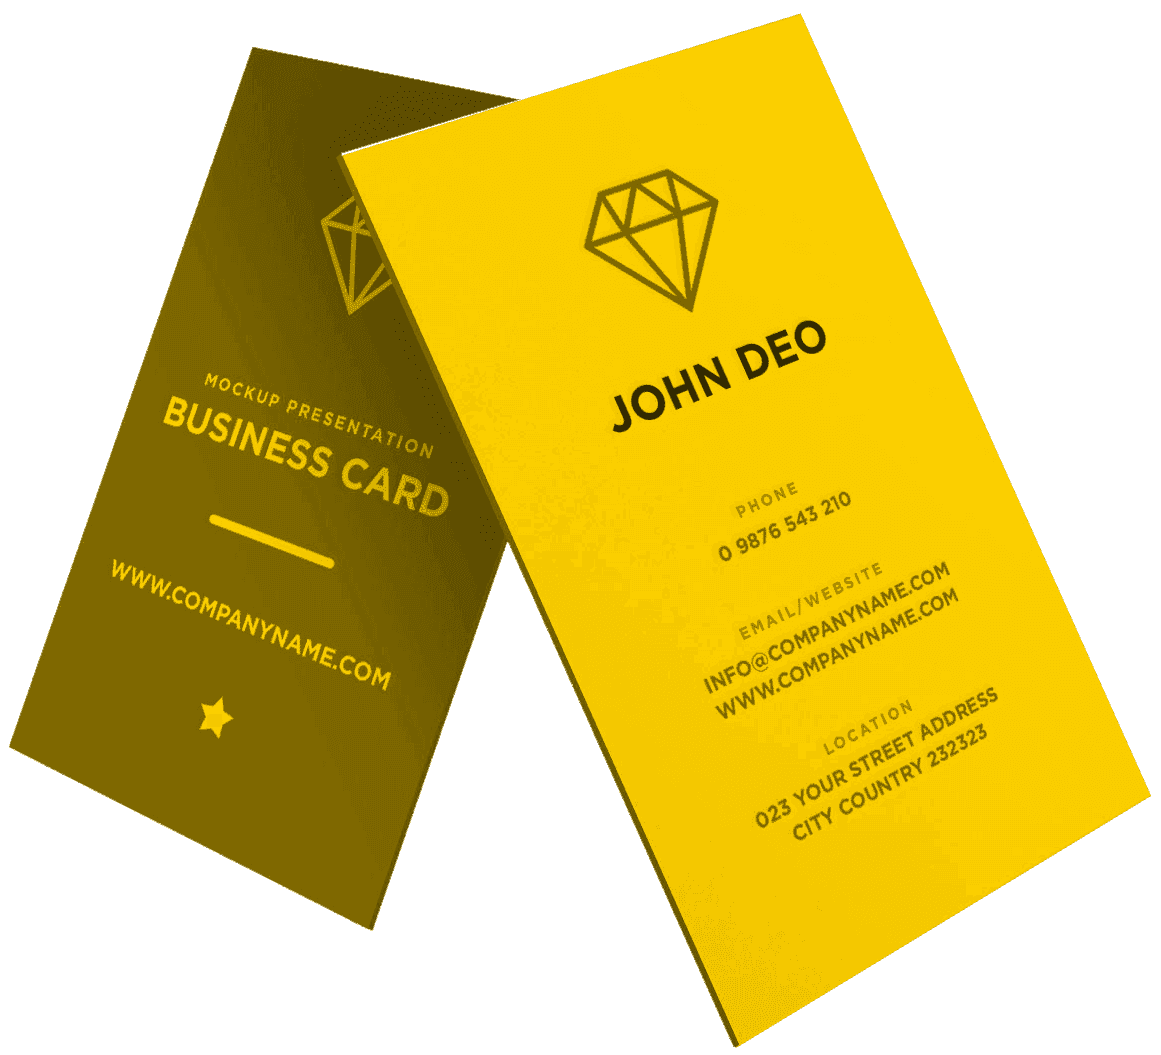 MOCKUP PRESENTATION
BUSINESS CARD
WWW.COMPANYNAME.COM
JOHN DEO
PHONE
0 9876 543 210
EMAIL/WEBSITE
INFO@COMPANYNAME.COM
WWW.COMPANYNAME.COM
LOCATION
023 YOUR STREET ADDRESS
CITY COUNTRY 232323